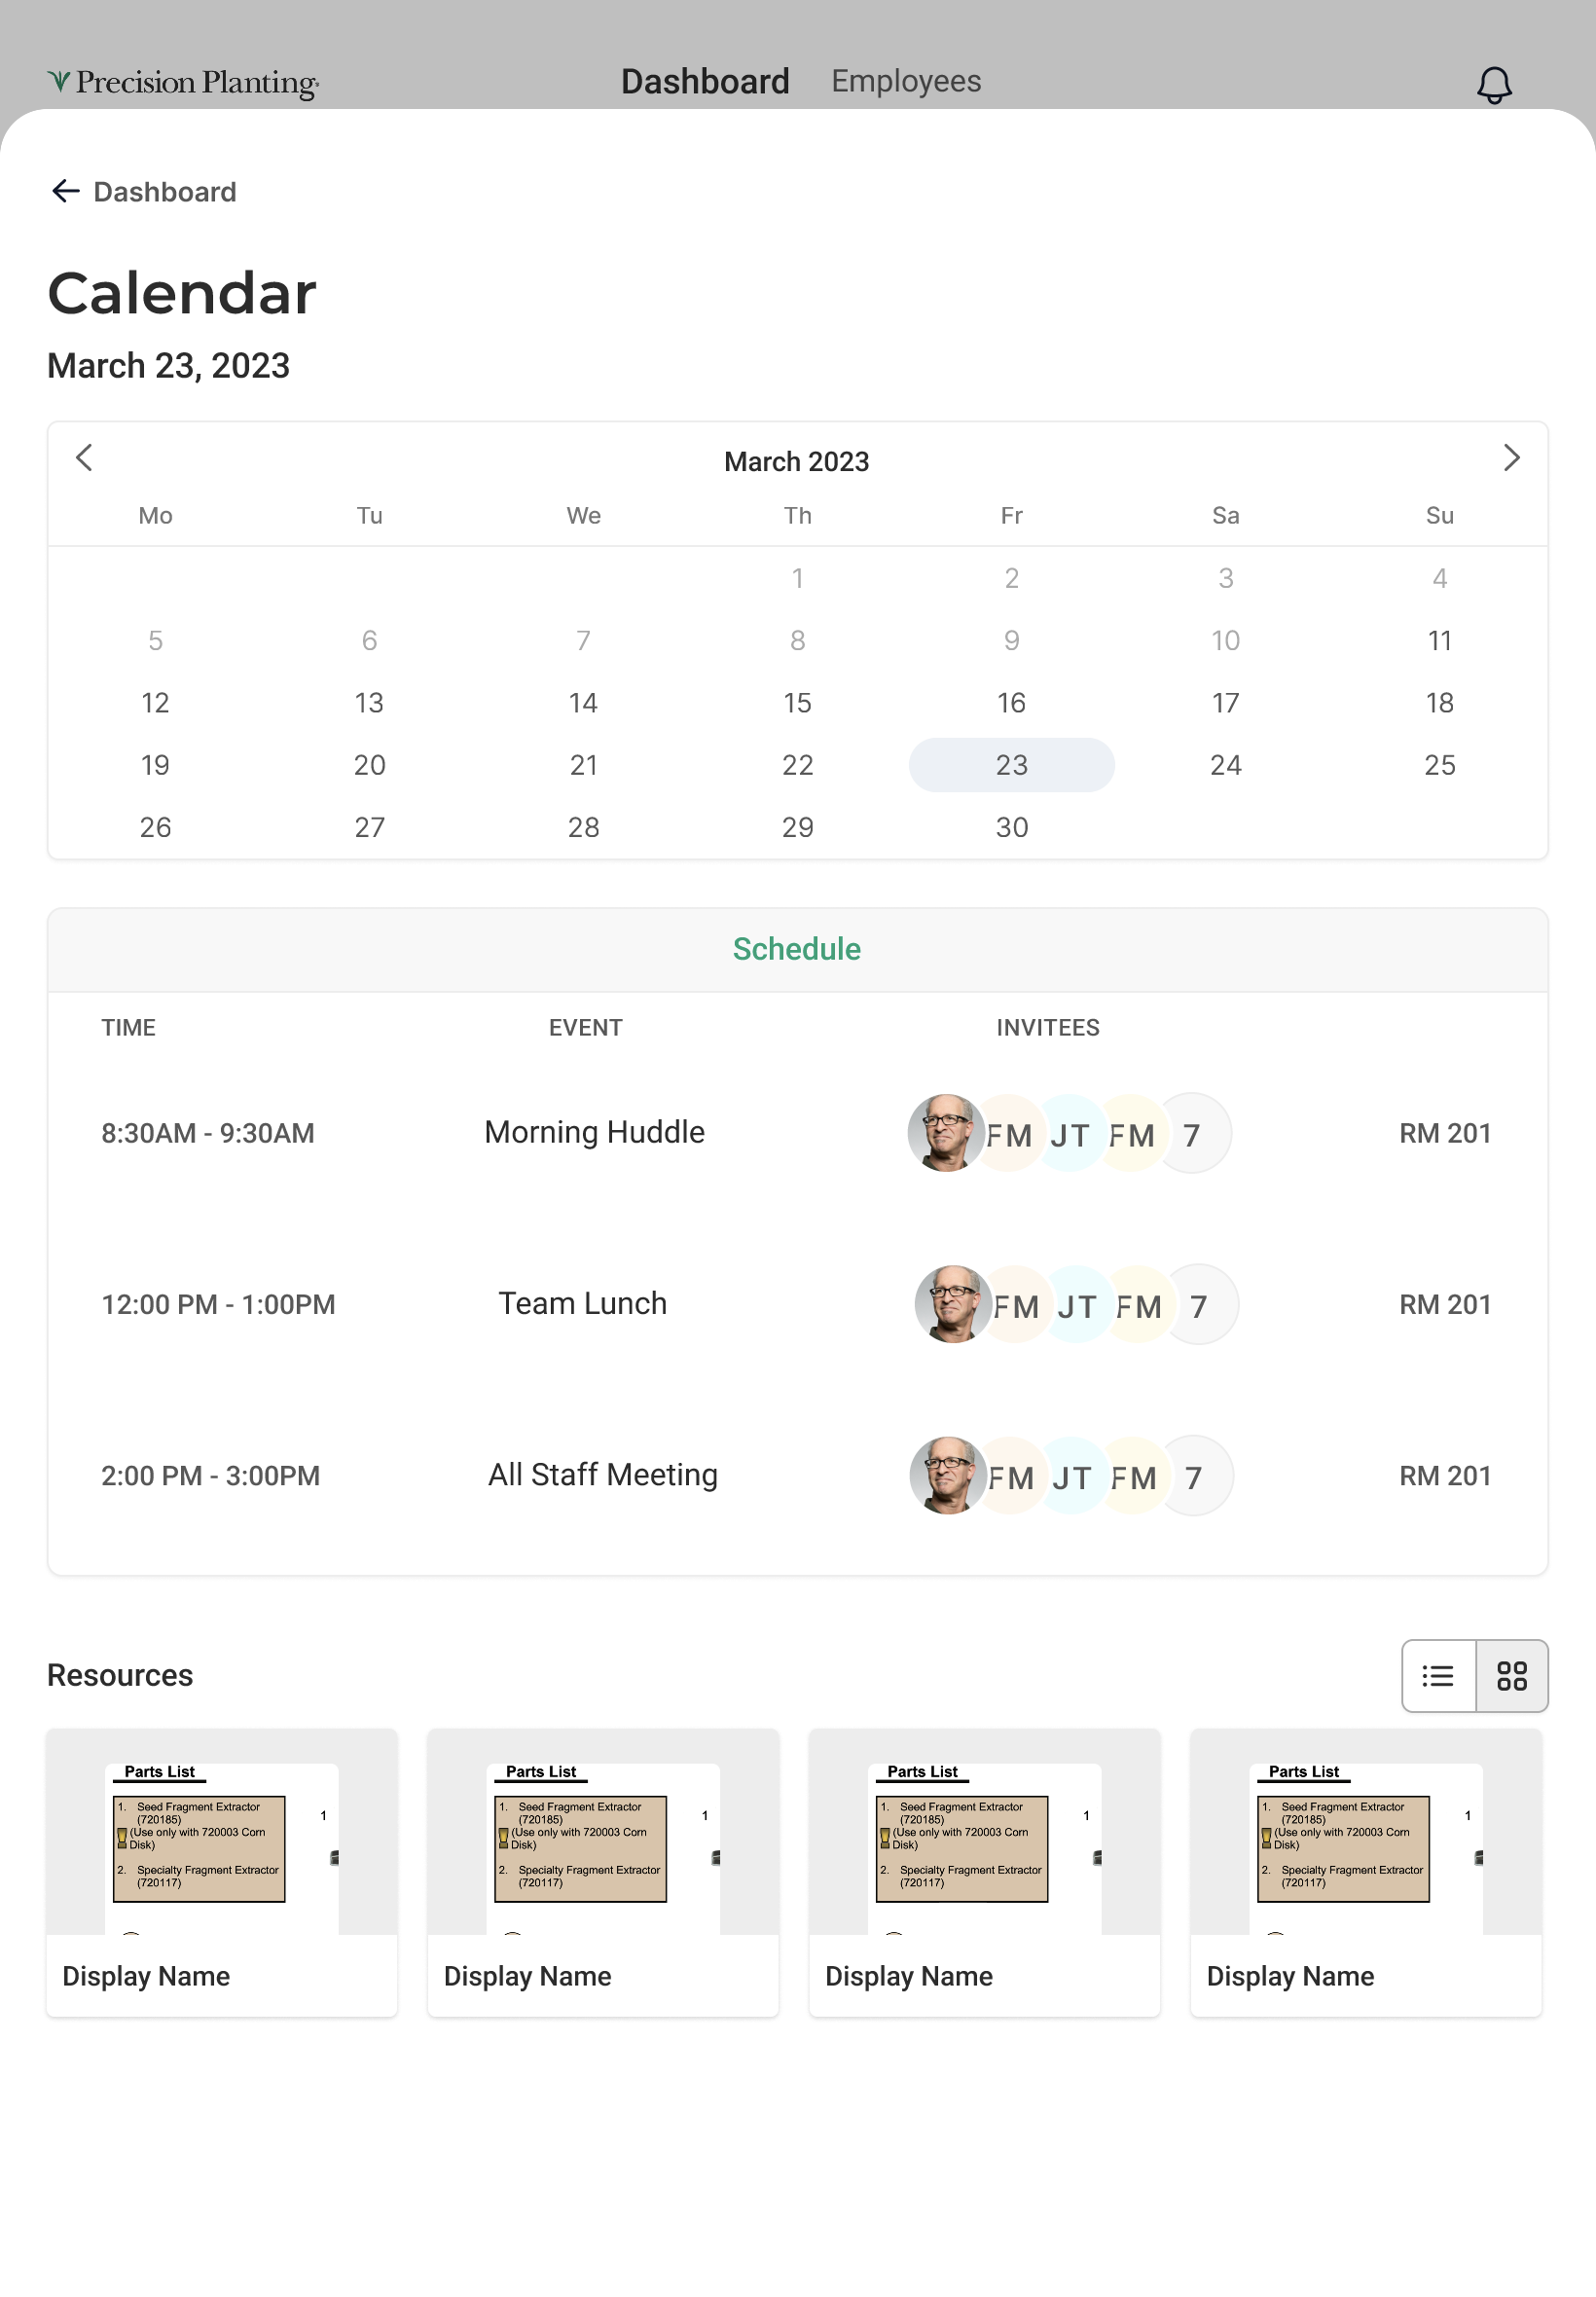 Precision Planting
Dashboard Employees
Dashboard
Calendar
March 23, 2023
March 2023
Mo Tu We Th Fr Sa Su
1 2 3 4
5 6 7 8 9 10 11
12 13 14 15 16 17 18
19 20 21 22 23 24 25
26 27 28 29 30
Schedule
TIME EVENT INVITEES
8:30AM - 9:30AM Morning Huddle FM JT FM 7 RM 201
12:00 PM - 1:00PM Team Lunch FM JT FM 7 RM 201
2:00 PM - 3:00PM All Staff Meeting FM JT FM 7 RM 201
Resources
Parts List
1. Seed Fragment Extractor
(720185)
(Use only with 720003 Corn
Disk)
2. Specialty Fragment Extractor
(720117)
1
Display Name
Parts List
1. Seed Fragment Extractor
(720185)
(Use only with 720003 Corn
Disk)
2. Specialty Fragment Extractor
(720117)
1
Display Name
Parts List
1. Seed Fragment Extractor
(720185)
(Use only with 720003 Corn
Disk)
2. Specialty Fragment Extractor
(720117)
1
Display Name
Parts List
1. Seed Fragment Extractor
(720185)
(Use only with 720003 Corn
Disk)
2. Specialty Fragment Extractor
(720117)
1
Display Name